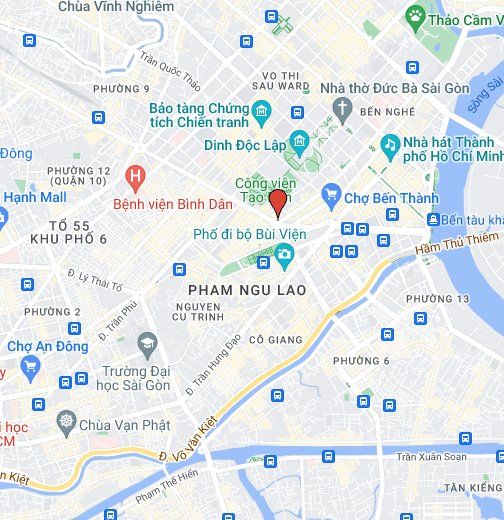 Chùa Vĩnh Nghiêm
Thảo Cầm V
Trần Quốc Thảo
VO THI
SAU WARD
PHƯỜNG 9
Nhà thờ Đức Bà Sài Gòn
Bảo tàng Chứng
tích Chiến tranh
BẾN NGHÉ
Sông Sài
Dinh Độc Lập
Nhà hát Thành
phố Hồ Chí Min
Đông
PHƯỜNG 12
(QUẬN 10)
H
Công viên
Tao Đàn
Hạnh Mall
Bệnh viện Bình Dân
Chợ Bến Thành
TỔ 55
KHU PHỐ 6
Phố đi bộ Bùi Viện
Bến tàu kh
Hầm Thủ Thiêm
Đ. Lý Thái Tổ
PHAM NGU LAO
PHƯỜNG 13
Đ. Trần Phú
NGUYEN
CU TRINH
PHƯỜNG 2
CÔ GIANG
Chợ An Đông
PHƯỜNG 6
Trường Đại
học Sài Gòn
Đ. Trần Hưng Đạo
y
i học
CM
Chùa Vạn Phật
Đ. Võ Văn Kiệt
Trần Xuân Soạn
n Kiệt
Phạm Thế Hiển
TÂN KIỂNG